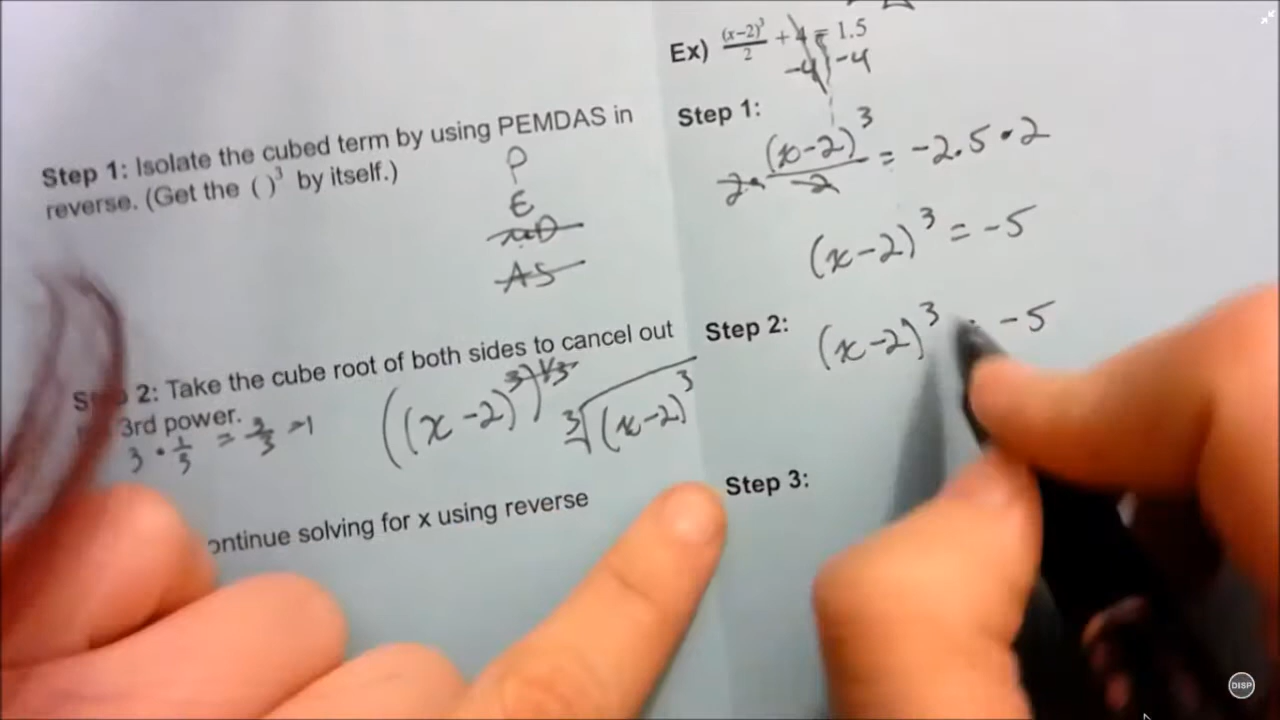 Ex) (x-2)³/2 + 4 = 1.5
-4 | -4
Step 1: Isolate the cubed term by using PEMDAS in
reverse. (Get the ( )³ by itself.)
P
E
MD
AS
Step 1:
2• (x-2)³/2 = -2.5 • 2
(x-2)³ = -5
2: Take the cube root of both sides to cancel out
3rd power.
3 • 1/3 = 3/3 = 1
((x-2)³)^1/3
³√(x-2)³
Step 2: (x-2)³ = -5
ontinue solving for x using reverse
Step 3:
DISP